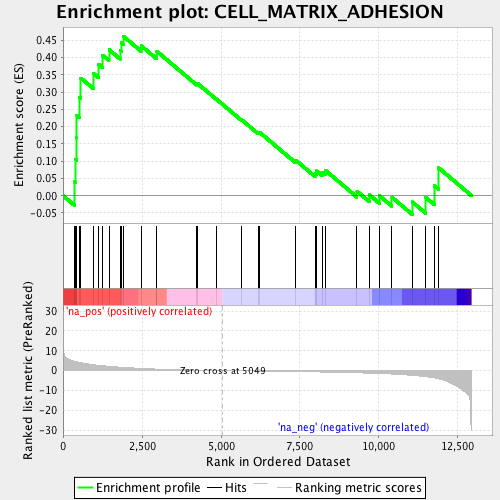 Enrichment plot: CELL_MATRIX_ADHESION
Enrichment score (ES)
0.45
0.40
0.35
0.30
0.25
0.20
0.15
0.10
0.05
0.00
-0.05
'na_pos' (positively correlated)
Ranked list metric (PreRanked)
30
20
10
0
-10
-20
-30
Zero cross at 5049
'na_neg' (negatively correlated)
0 2,500 5,000 7,500 10,000 12,500
Rank in Ordered Dataset
Enrichment profile Hits Ranking metric scores